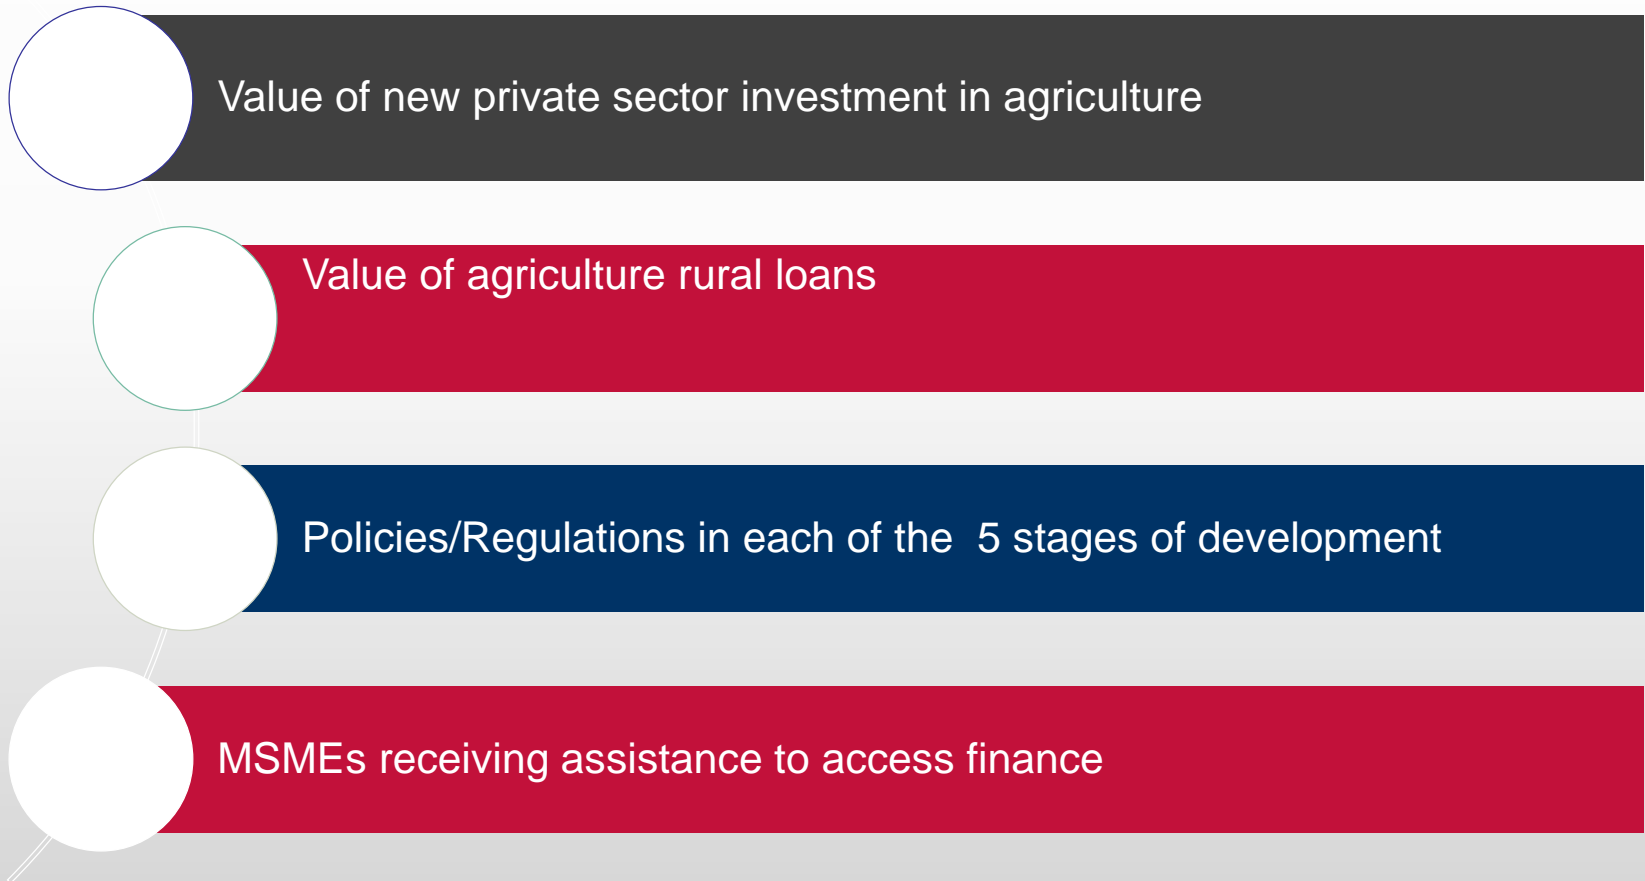 Value of new private sector investment in agriculture
Value of agriculture rural loans
Policies/Regulations in each of the  5 stages of development
MSMEs receiving assistance to access finance